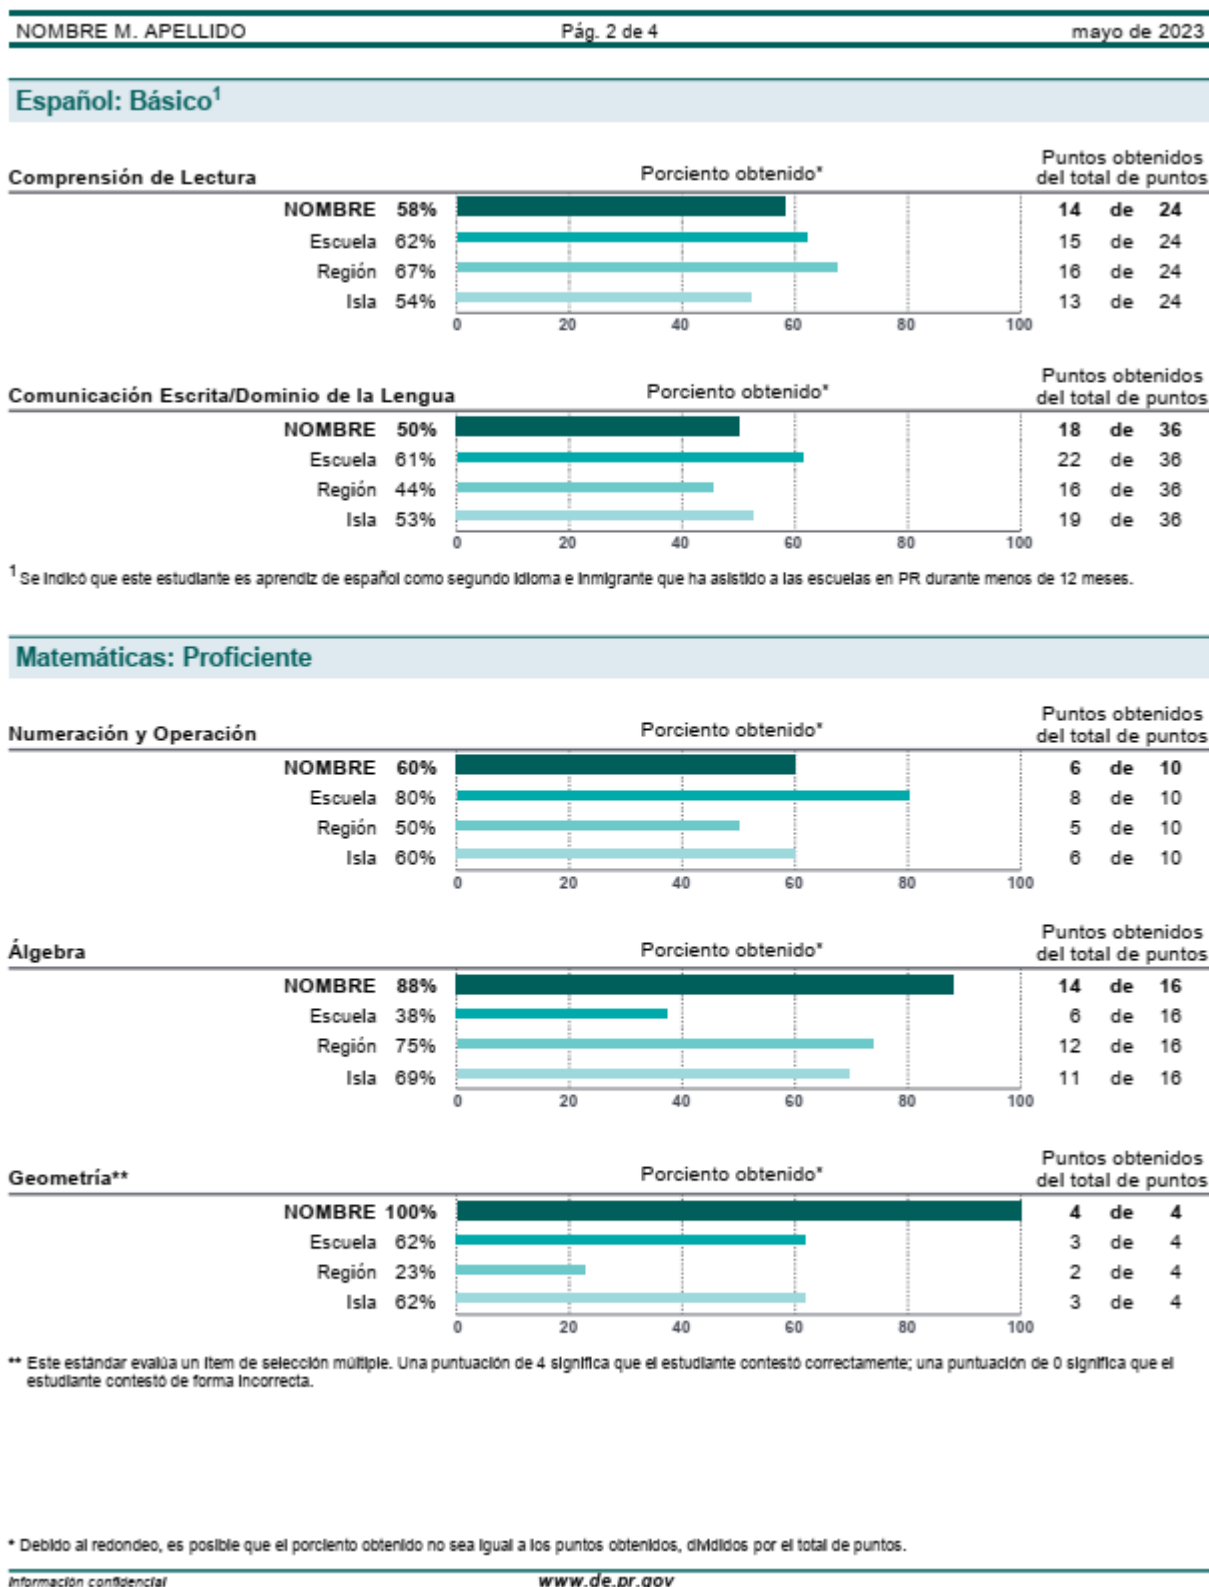 NOMBRE M. APELLIDO Pág. 2 de 4 mayo de 2023
Español: Básico¹
Puntos obtenidos
Comprensión de Lectura Porciento obtenido* del total de puntos
NOMBRE 58% 14 de 24
Escuela 62% 15 de 24
Región 67% 16 de 24
Isla 54% 13 de 24
0 20 40 60 80 100
Puntos obtenidos
Comunicación Escrita/Dominio de la Lengua Porciento obtenido* del total de puntos
NOMBRE 50% 18 de 36
Escuela 61% 22 de 36
Región 44% 16 de 36
Isla 53% 19 de 36
0 20 40 60 80 100
¹ Se indicó que este estudiante es aprendiz de español como segundo idioma e inmigrante que ha asistido a las escuelas en PR durante menos de 12 meses.
Matemáticas: Proficiente
Puntos obtenidos
Numeración y Operación Porciento obtenido* del total de puntos
NOMBRE 60% 6 de 10
Escuela 80% 8 de 10
Región 50% 5 de 10
Isla 60% 6 de 10
0 20 40 60 80 100
Puntos obtenidos
Álgebra Porciento obtenido* del total de puntos
NOMBRE 88% 14 de 16
Escuela 38% 6 de 16
Región 75% 12 de 16
Isla 69% 11 de 16
0 20 40 60 80 100
Puntos obtenidos
Geometría** Porciento obtenido* del total de puntos
NOMBRE 100% 4 de 4
Escuela 62% 3 de 4
Región 23% 2 de 4
Isla 62% 3 de 4
0 20 40 60 80 100
** Este estándar evalúa un ítem de selección múltiple. Una puntuación de 4 significa que el estudiante contestó correctamente; una puntuación de 0 significa que el
estudiante contestó de forma incorrecta.
* Debido al redondeo, es posible que el porciento obtenido no sea igual a los puntos obtenidos, divididos por el total de puntos.
Información confidencial www.de.pr.gov